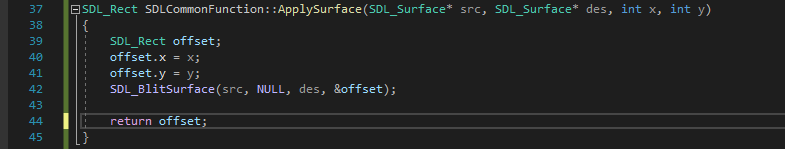 37 SDL_Rect SDLCommonFunction::ApplySurface(SDL_Surface* src, SDL_Surface* des, int x, int y)
38 {
39 SDL_Rect offset;
40 offset.x = x;
41 offset.y = y;
42 SDL_BlitSurface(src, NULL, des, &offset);
43
44 return offset;
45 }